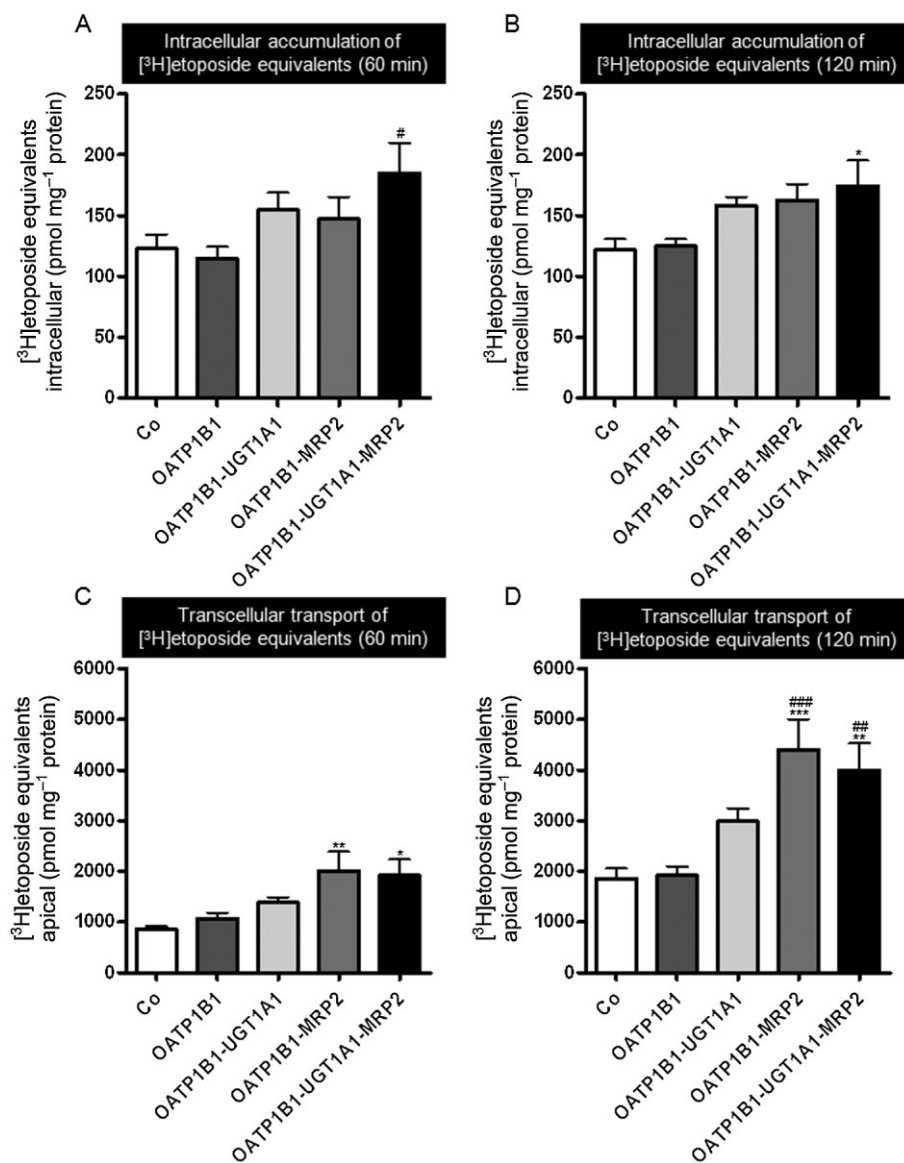 A
Intracellular accumulation of
[³H]etoposide equivalents (60 min)
[³H]etoposide equivalents
intracellular (pmol mg⁻¹ protein)
250
200
150
100
50
0
#
Co
OATP1B1
OATP1B1-UGT1A1
OATP1B1-MRP2
OATP1B1-UGT1A1-MRP2
B
Intracellular accumulation of
[³H]etoposide equivalents (120 min)
[³H]etoposide equivalents
intracellular (pmol mg⁻¹ protein)
250
200
150
100
50
0
*
Co
OATP1B1
OATP1B1-UGT1A1
OATP1B1-MRP2
OATP1B1-UGT1A1-MRP2
C
Transcellular transport of
[³H]etoposide equivalents (60 min)
[³H]etoposide equivalents
apical (pmol mg⁻¹ protein)
6000
5000
4000
3000
2000
1000
0
**
*
Co
OATP1B1
OATP1B1-UGT1A1
OATP1B1-MRP2
OATP1B1-UGT1A1-MRP2
D
Transcellular transport of
[³H]etoposide equivalents (120 min)
[³H]etoposide equivalents
apical (pmol mg⁻¹ protein)
6000
5000
4000
3000
2000
1000
0
###
***
##
**
Co
OATP1B1
OATP1B1-UGT1A1
OATP1B1-MRP2
OATP1B1-UGT1A1-MRP2